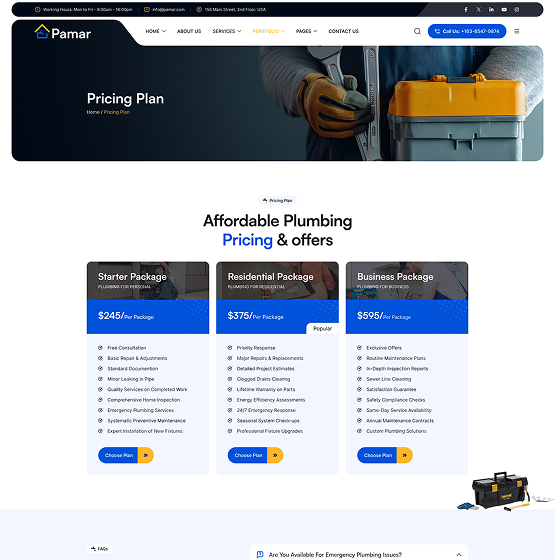 Working Hours: Mon to Fri - 8:00am - 16:00pm
info@pamar.com
156 Main Street, 2nd Floor. USA
Pamar
HOME
ABOUT US
SERVICES
PORTFOLIO
PAGES
CONTACT US
Call Us: +163-6547-9874
Pricing Plan
Home / Pricing Plan
Pricing Plan
Affordable Plumbing
Pricing & offers
Starter Package
PLUMBING FOR PERSONAL
$245/Per Package
Free Consultation
Basic Repair & Adjustments
Standard Documention
Minor Leaking in Pipe
Quality Services on Completed Work
Comprehensive Home Inspection
Emergency Plumbing Services
Systematic Preventive Maintenance
Expert Installation of New Fixtures
Choose Plan
Residential Package
PLUMBING FOR RESIDENTIAL
$375/Per Package
Popular
Priority Response
Major Repairs & Replacements
Detailed Project Estimates
Clogged Drains Clearing
Lifetime Warranty on Parts
Energy Efficiency Assessments
24/7 Emergency Response
Seasonal System Check-ups
Professional Fixture Upgrades
Choose Plan
Business Package
PLUMBING FOR BUSINESS
$595/Per Package
Exclusive Offers
Routine Maintenance Plans
In-Depth Inspection Reports
Sewer Line Cleaning
Satisfaction Guarantee
Safety Compliance Checks
Same-Day Service Availability
Annual Maintenance Contracts
Custom Plumbing Solutions
Choose Plan
FAQs
Are You Available For Emergency Plumbing Issues?